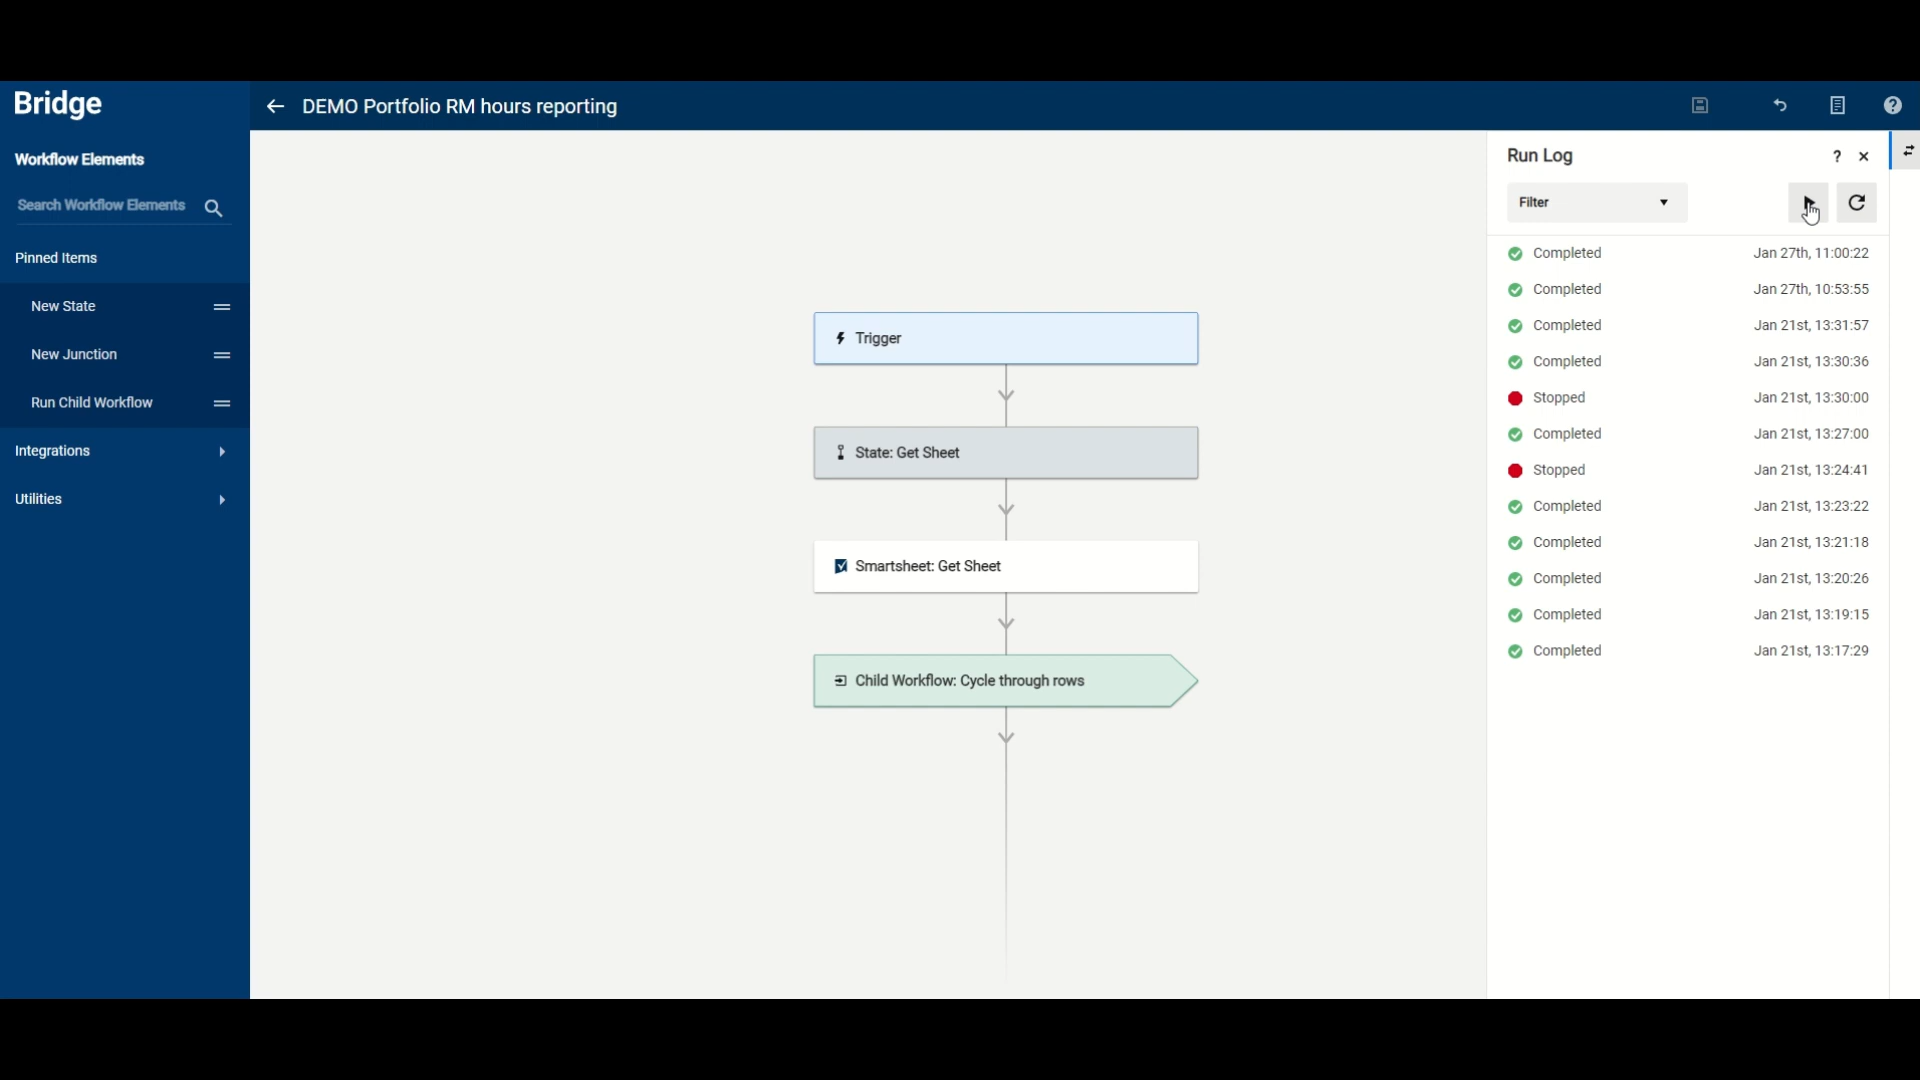 Bridge
DEMO Portfolio RM hours reporting
Workflow Elements
Search Workflow Elements
Pinned Items
New State
New Junction
Run Child Workflow
Integrations
Utilities
Trigger
State: Get Sheet
Smartsheet: Get Sheet
Child Workflow: Cycle through rows
Run Log
?
Filter
Completed Jan 27th, 11:00:22
Completed Jan 27th, 10:53:55
Completed Jan 21st, 13:31:57
Completed Jan 21st, 13:30:36
Stopped Jan 21st, 13:30:00
Completed Jan 21st, 13:27:00
Stopped Jan 21st, 13:24:41
Completed Jan 21st, 13:23:22
Completed Jan 21st, 13:21:18
Completed Jan 21st, 13:20:26
Completed Jan 21st, 13:19:15
Completed Jan 21st, 13:17:29